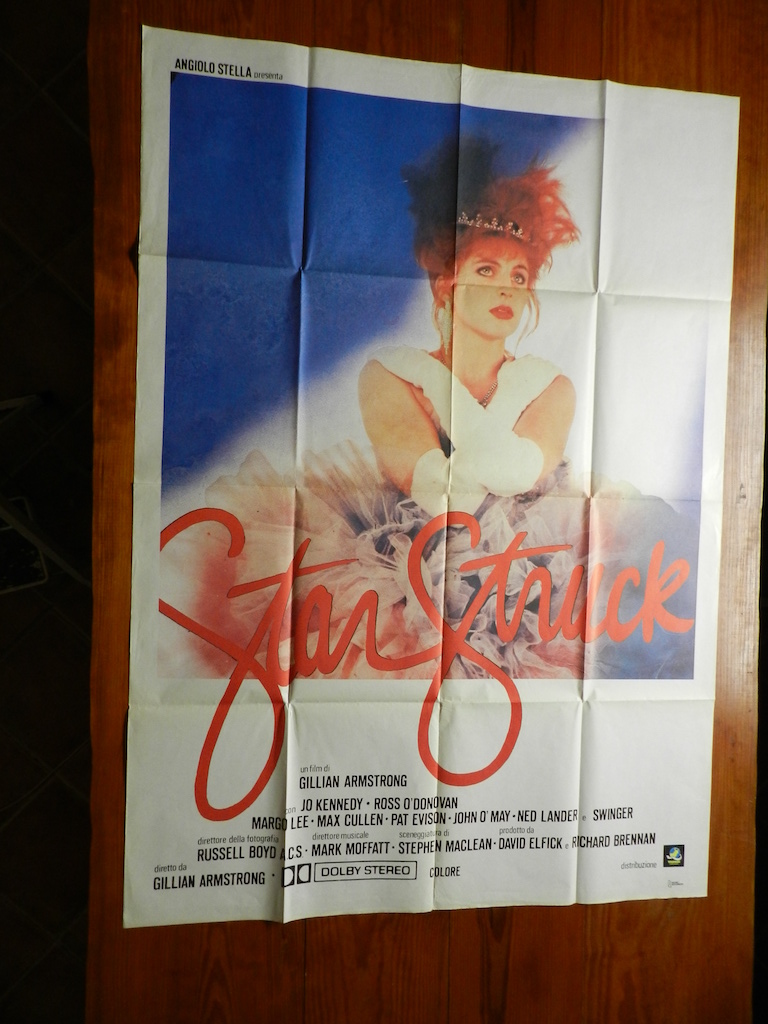 ANGIOLO STELLA presenta
Star Struck
un film di
GILLIAN ARMSTRONG
con JO KENNEDY · ROSS O'DONOVAN
MARGO LEE · MAX CULLEN · PAT EVISON · JOHN O'MAY · NED LANDER e SWINGER
direttore della fotografia direttore musicale sceneggiatura di prodotto da
RUSSELL BOYD A.C.S · MARK MOFFATT · STEPHEN MACLEAN · DAVID ELFICK e RICHARD BRENNAN
diretto da distribuzione
GILLIAN ARMSTRONG · DOLBY STEREO COLORE